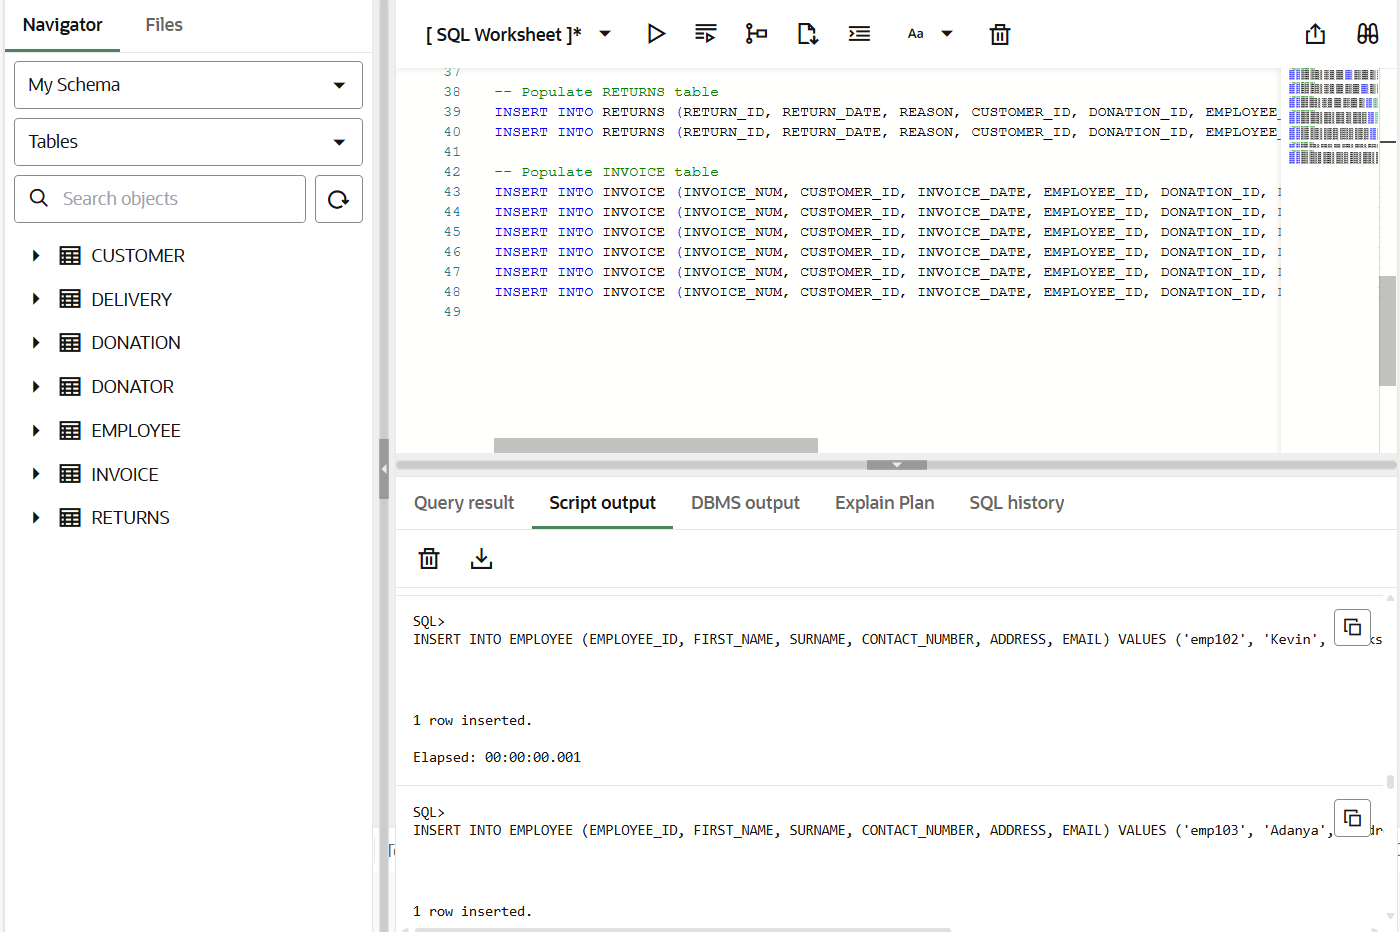 Navigator
Files
My Schema
Tables
Search objects
CUSTOMER
DELIVERY
DONATION
DONATOR
EMPLOYEE
INVOICE
RETURNS
[ SQL Worksheet ]*
Aa
37
38 -- Populate RETURNS table
39 INSERT INTO RETURNS (RETURN_ID, RETURN_DATE, REASON, CUSTOMER_ID, DONATION_ID, EMPLOYEE_
40 INSERT INTO RETURNS (RETURN_ID, RETURN_DATE, REASON, CUSTOMER_ID, DONATION_ID, EMPLOYEE_
41
42 -- Populate INVOICE table
43 INSERT INTO INVOICE (INVOICE_NUM, CUSTOMER_ID, INVOICE_DATE, EMPLOYEE_ID, DONATION_ID,
44 INSERT INTO INVOICE (INVOICE_NUM, CUSTOMER_ID, INVOICE_DATE, EMPLOYEE_ID, DONATION_ID,
45 INSERT INTO INVOICE (INVOICE_NUM, CUSTOMER_ID, INVOICE_DATE, EMPLOYEE_ID, DONATION_ID,
46 INSERT INTO INVOICE (INVOICE_NUM, CUSTOMER_ID, INVOICE_DATE, EMPLOYEE_ID, DONATION_ID,
47 INSERT INTO INVOICE (INVOICE_NUM, CUSTOMER_ID, INVOICE_DATE, EMPLOYEE_ID, DONATION_ID,
48 INSERT INTO INVOICE (INVOICE_NUM, CUSTOMER_ID, INVOICE_DATE, EMPLOYEE_ID, DONATION_ID,
49
Query result
Script output
DBMS output
Explain Plan
SQL history
SQL>
INSERT INTO EMPLOYEE (EMPLOYEE_ID, FIRST_NAME, SURNAME, CONTACT_NUMBER, ADDRESS, EMAIL) VALUES ('emp102', 'Kevin',
1 row inserted.
Elapsed: 00:00:00.001
SQL>
INSERT INTO EMPLOYEE (EMPLOYEE_ID, FIRST_NAME, SURNAME, CONTACT_NUMBER, ADDRESS, EMAIL) VALUES ('emp103', 'Adanya',
1 row inserted.